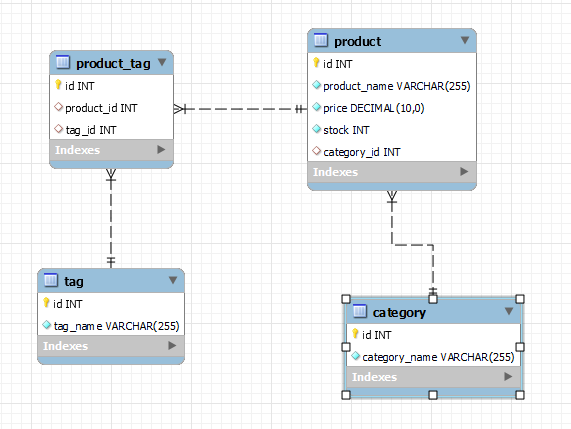 product_tag
id INT
product_id INT
tag_id INT
Indexes
product
id INT
product_name VARCHAR(255)
price DECIMAL(10,0)
stock INT
category_id INT
Indexes
tag
id INT
tag_name VARCHAR(255)
Indexes
category
id INT
category_name VARCHAR(255)
Indexes